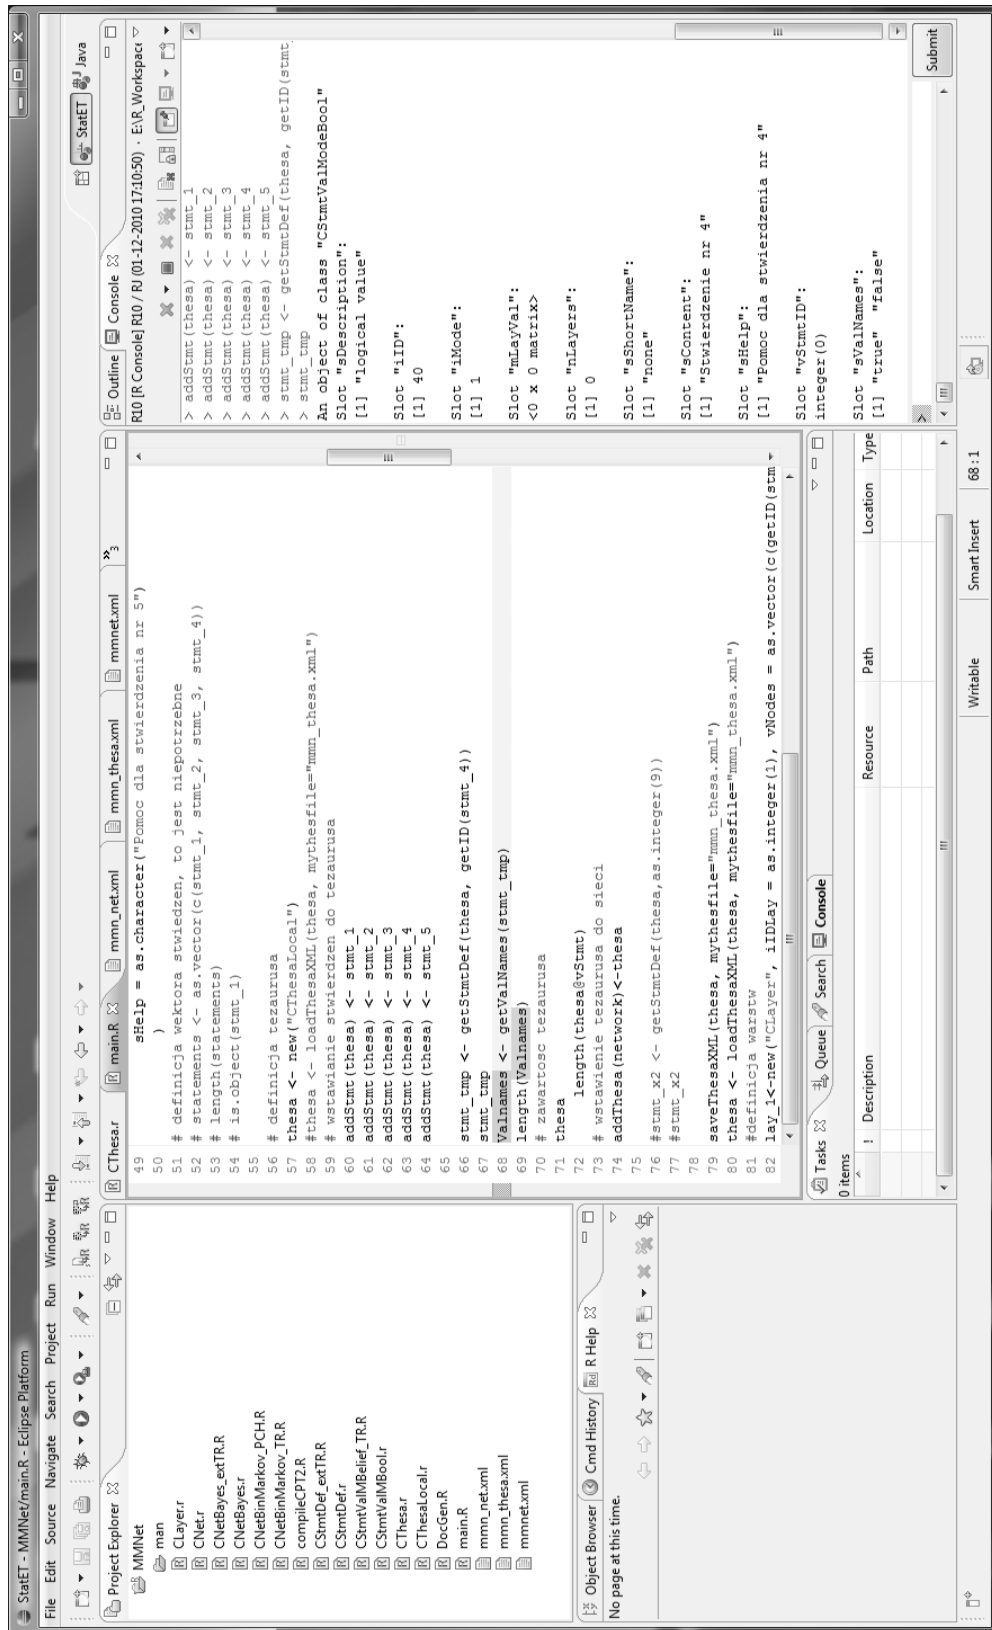 StatET - MMNet/main.R - Eclipse Platform
File Edit Source Navigate Search Project Run Window Help
StatET Java
Project Explorer
MMNet
man
CLayer.r
CNet.r
CNetBayes_extTR.R
CNetBayes.r
CNetBinMarkov_PCH.R
CNetBinMarkov_TR.R
compileCPT2.R
CStmtDef_extTR.R
CStmtDef.r
CStmtValMBelief_TR.R
CStmtValMBool.r
CThesa.r
CThesaLocal.r
DocGen.R
main.R
mmn_net.xml
mmn_thesa.xml
mmnet.xml
Object Browser Cmd History R Help
No page at this time.
CThesa.r main.R mmn_net.xml mmn_thesa.xml mmnet.xml »3
49 sHelp = as.character("Pomoc dla stwierdzenia nr 5")
50 )
51 # definicja wektora stwiedzen, to jest niepotrzebne
52 # statements <- as.vector(c(stmt_1, stmt_2, stmt_3, stmt_4))
53 # length(statements)
54 # is.object(stmt_1)
55
56 # definicja tezaurusa
57 thesa <- new("CThesaLocal")
58 #thesa <- loadThesaXML(thesa, mythesfile="mmn_thesa.xml")
59 # wstawianie stwierdzen do tezaurusa
60 addStmt(thesa) <- stmt_1
61 addStmt(thesa) <- stmt_2
62 addStmt(thesa) <- stmt_3
63 addStmt(thesa) <- stmt_4
64 addStmt(thesa) <- stmt_5
65
66 stmt_tmp <- getStmtDef(thesa, getID(stmt_4))
67 stmt_tmp
68 Valnames <- getValNames(stmt_tmp)
69 length(Valnames)
70 # zawartosc tezaurusa
71 thesa
72 length(thesa@vStmt)
73 # wstawienie tezaurusa do sieci
74 addThesa(network)<-thesa
75
76 #stmt_x2 <- getStmtDef(thesa,as.integer(9))
77 #stmt_x2
78
79 saveThesaXML(thesa, mythesfile="mmn_thesa.xml")
80 thesa <- loadThesaXML(thesa, mythesfile="mmn_thesa.xml")
81 #definicja warstw
82 lay_1<-new("CLayer", iIDLay = as.integer(1), vNodes = as.vector(c(getID(stm
Tasks Queue Search Console
0 items
! Description Resource Path Location Type
Outline Console
R10 [R Console] R10 / RJ (01-12-2010 17:10:50) · E:\R_Workspace
> addStmt(thesa) <- stmt_1
> addStmt(thesa) <- stmt_2
> addStmt(thesa) <- stmt_3
> addStmt(thesa) <- stmt_4
> addStmt(thesa) <- stmt_5
> stmt_tmp <- getStmtDef(thesa, getID(stmt_
> stmt_tmp
An object of class "CStmtValModeBool"
Slot "sDescription":
[1] "logical value"

Slot "iID":
[1] 40

Slot "iMode":
[1] 1

Slot "mLayVal":
<0 x 0 matrix>

Slot "nLayers":
[1] 0

Slot "sShortName":
[1] "none"

Slot "sContent":
[1] "Stwierdzenie nr 4"

Slot "sHelp":
[1] "Pomoc dla stwierdzenia nr 4"

Slot "vStmtID":
integer(0)

Slot "sValNames":
[1] "true" "false"

>
Submit
Writable Smart Insert 68 : 1